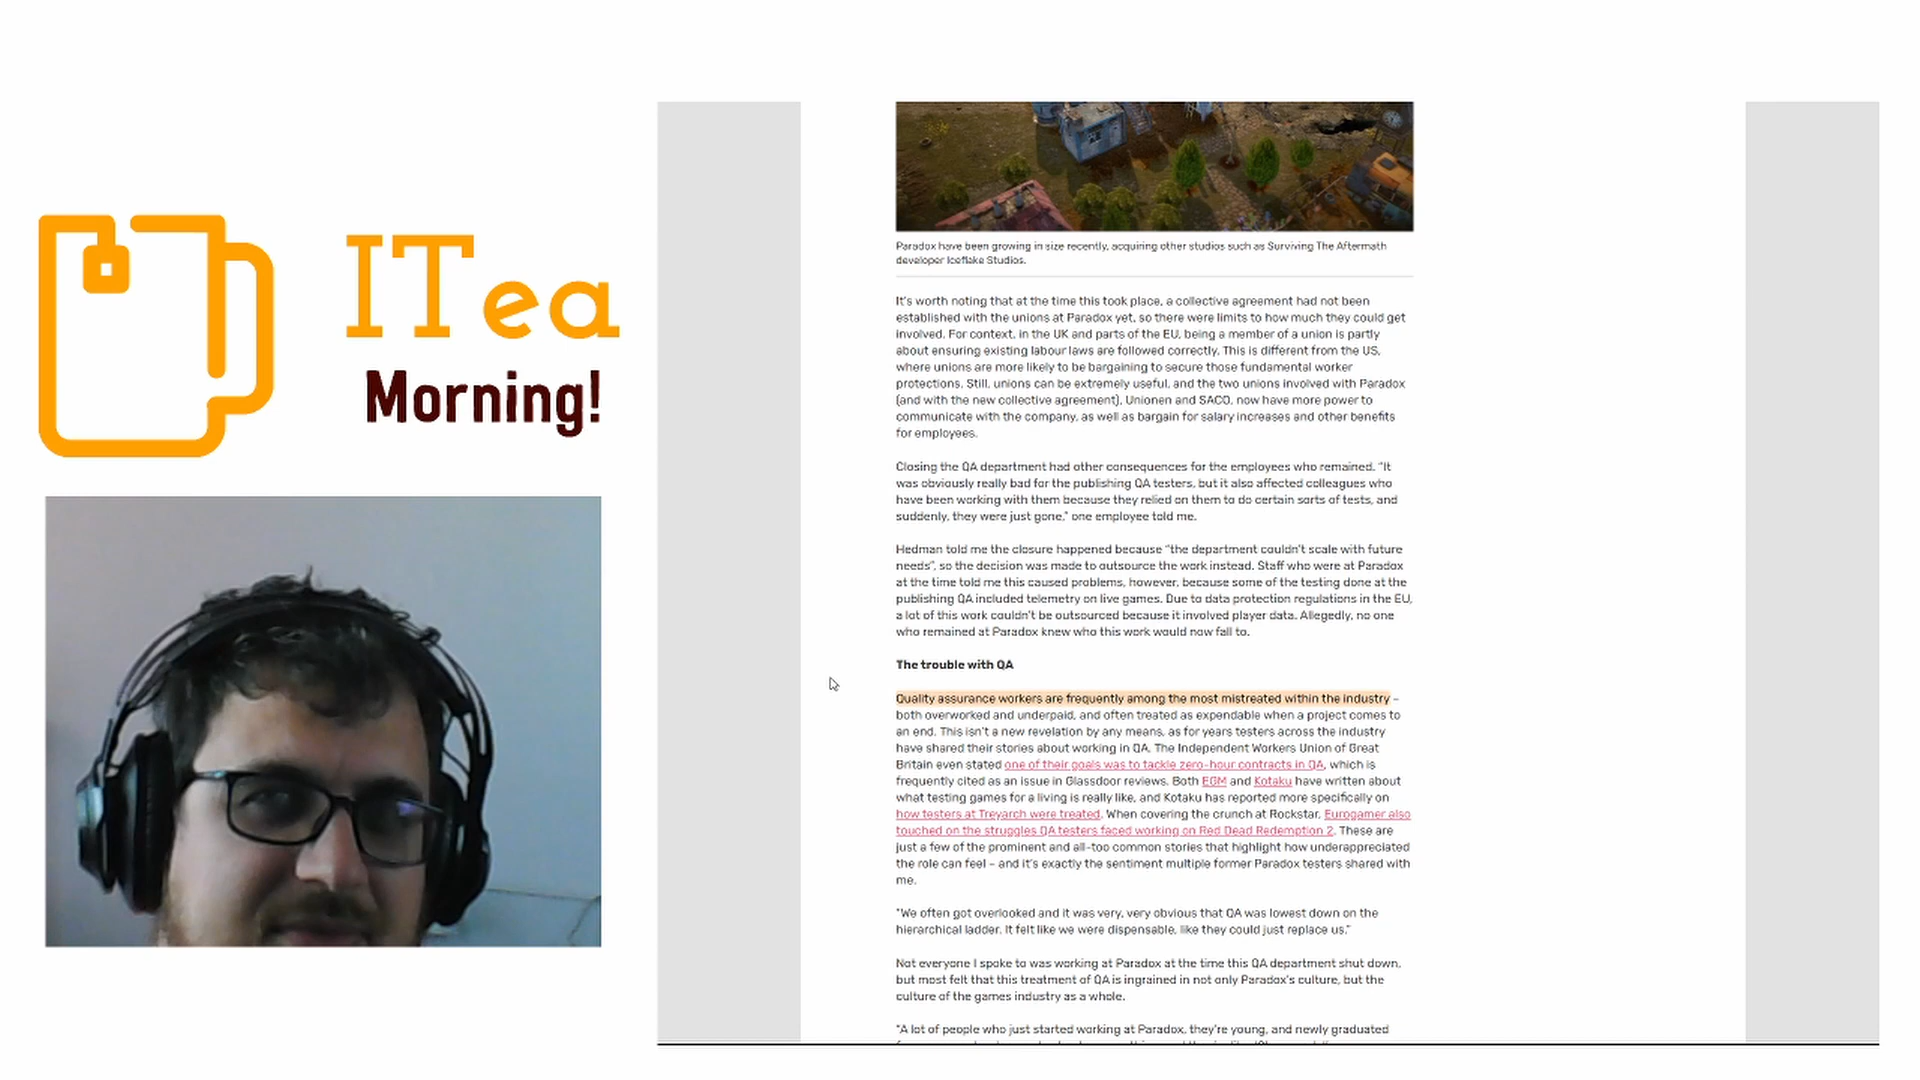 ITea
Morning!
Paradox have been growing in size recently, acquiring other studios such as Surviving The Aftermath
developer Iceflake Studios.
It's worth noting that at the time this took place, a collective agreement had not been
established with the unions at Paradox yet, so there were limits to how much they could get
involved. For context, in the UK and parts of the EU, being a member of a union is partly
about ensuring existing labour laws are followed correctly. This is different from the US,
where unions are more likely to be bargaining to secure those fundamental worker
protections. Still, unions can be extremely useful, and the two unions involved with Paradox
(and with the new collective agreement), Unionen and SACO, now have more power to
communicate with the company, as well as bargain for salary increases and other benefits
for employees.
Closing the QA department had other consequences for the employees who remained. "It
was obviously really bad for the publishing QA testers, but it also affected colleagues who
have been working with them because they relied on them to do certain sorts of tests, and
suddenly, they were just gone," one employee told me.
Hedman told me the closure happened because "the department couldn't scale with future
needs", so the decision was made to outsource the work instead. Staff who were at Paradox
at the time told me this caused problems, however, because some of the testing done at the
publishing QA included telemetry on live games. Due to data protection regulations in the EU,
a lot of this work couldn't be outsourced because it involved player data. Allegedly, no one
who remained at Paradox knew who this work would now fall to.
The trouble with QA
Quality assurance workers are frequently among the most mistreated within the industry –
both overworked and underpaid, and often treated as expendable when a project comes to
an end. This isn't a new revelation by any means, as for years testers across the industry
have shared their stories about working in QA. The Independent Workers Union of Great
Britain even stated one of their goals was to tackle zero-hour contracts in QA, which is
frequently cited as an issue in Glassdoor reviews. Both EGM and Kotaku have written about
what testing games for a living is really like, and Kotaku has reported more specifically on
how testers at Treyarch were treated. When covering the crunch at Rockstar, Eurogamer also
touched on the struggles QA testers faced working on Red Dead Redemption 2. These are
just a few of the prominent and all-too common stories that highlight how underappreciated
the role can feel – and it's exactly the sentiment multiple former Paradox testers shared with
me.
"We often got overlooked and it was very, very obvious that QA was lowest down on the
hierarchical ladder. It felt like we were dispensable, like they could just replace us."
Not everyone I spoke to was working at Paradox at the time this QA department shut down,
but most felt that this treatment of QA is ingrained in not only Paradox's culture, but the
culture of the games industry as a whole.
"A lot of people who just started working at Paradox, they're young, and newly graduated